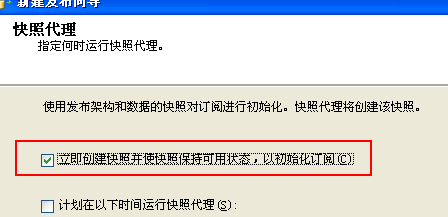 新建发布向导
快照代理
指定何时运行快照代理。
使用发布架构和数据的快照对订阅进行初始化。快照代理将创建该快照。
立即创建快照并使快照保持可用状态，以初始化订阅(C)
计划在以下时间运行快照代理(S):